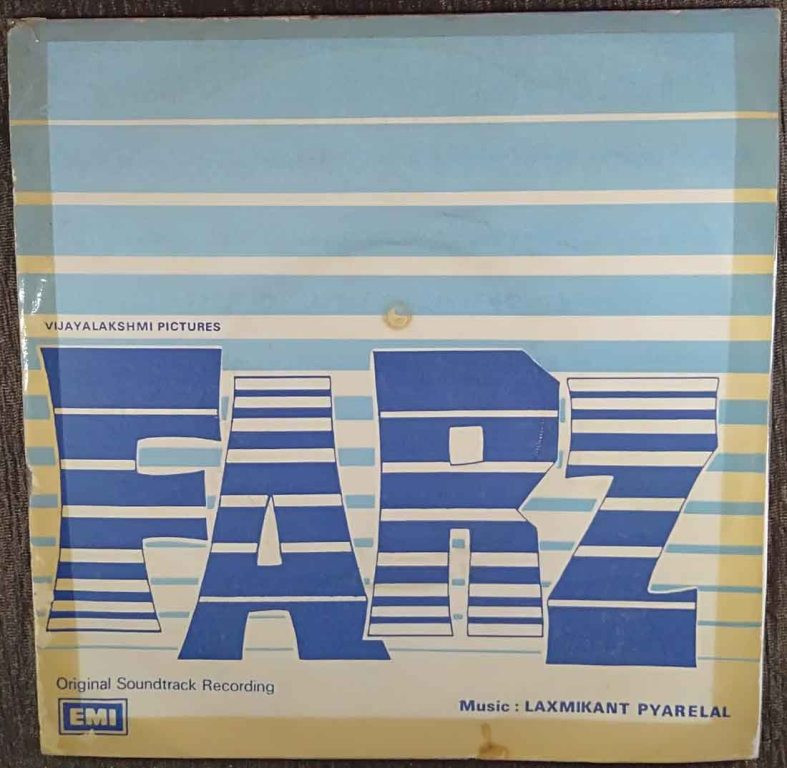 VIJAYALAKSHMI PICTURES
FARZ
Original Soundtrack Recording
EMI
Music : LAXMIKANT PYARELAL